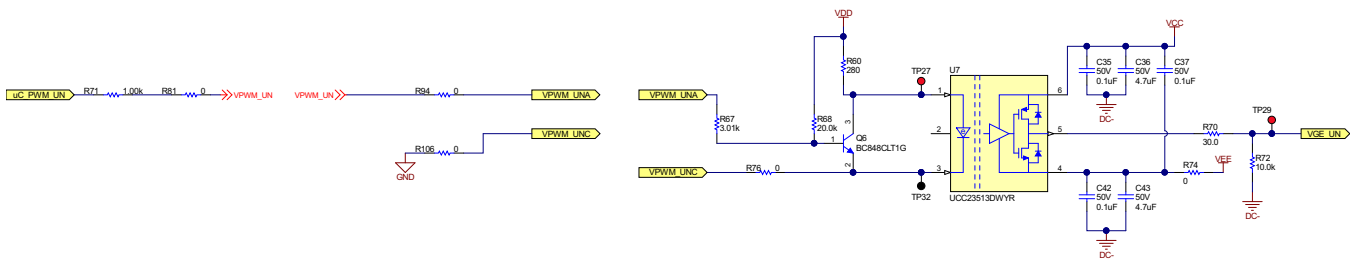 uC_PWM_UN
R71
1.00k
R81
0
VPWM_UN
VPWM_UN
R94
0
VPWM_UNA
GND
R106
0
VPWM_UNC
VPWM_UNA
R67
3.01k
VPWM_UNC
R76
0
VDD
R60
280
R68
20.0k
1
3
2
Q6
BC848CLT1G
TP27
TP32
U7
1
2
3
6
5
4
UCC23513DWYR
VCC
C35
50V
0.1uF
C36
50V
4.7uF
C37
50V
0.1uF
DC-
R70
30.0
TP29
VGE_UN
R72
10.0k
DC-
R74
0
VEE
C42
50V
0.1uF
C43
50V
4.7uF
DC-